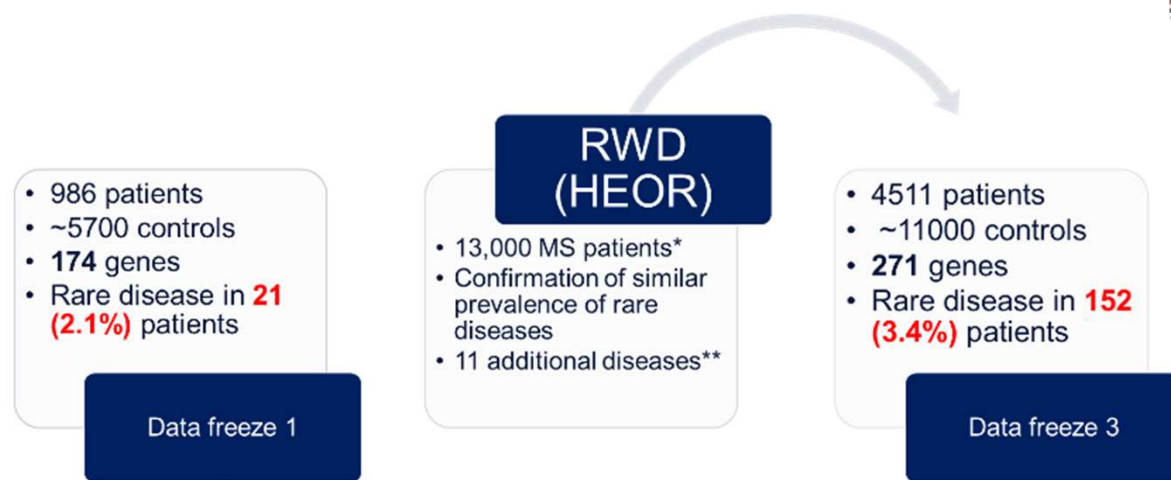 • 986 patients
• ~5700 controls
• 174 genes
• Rare disease in 21
(2.1%) patients
Data freeze 1
RWD
(HEOR)
• 13,000 MS patients*
• Confirmation of similar
prevalence of rare
diseases
• 11 additional diseases**
• 4511 patients
• ~11000 controls
• 271 genes
• Rare disease in 152
(3.4%) patients
Data freeze 3